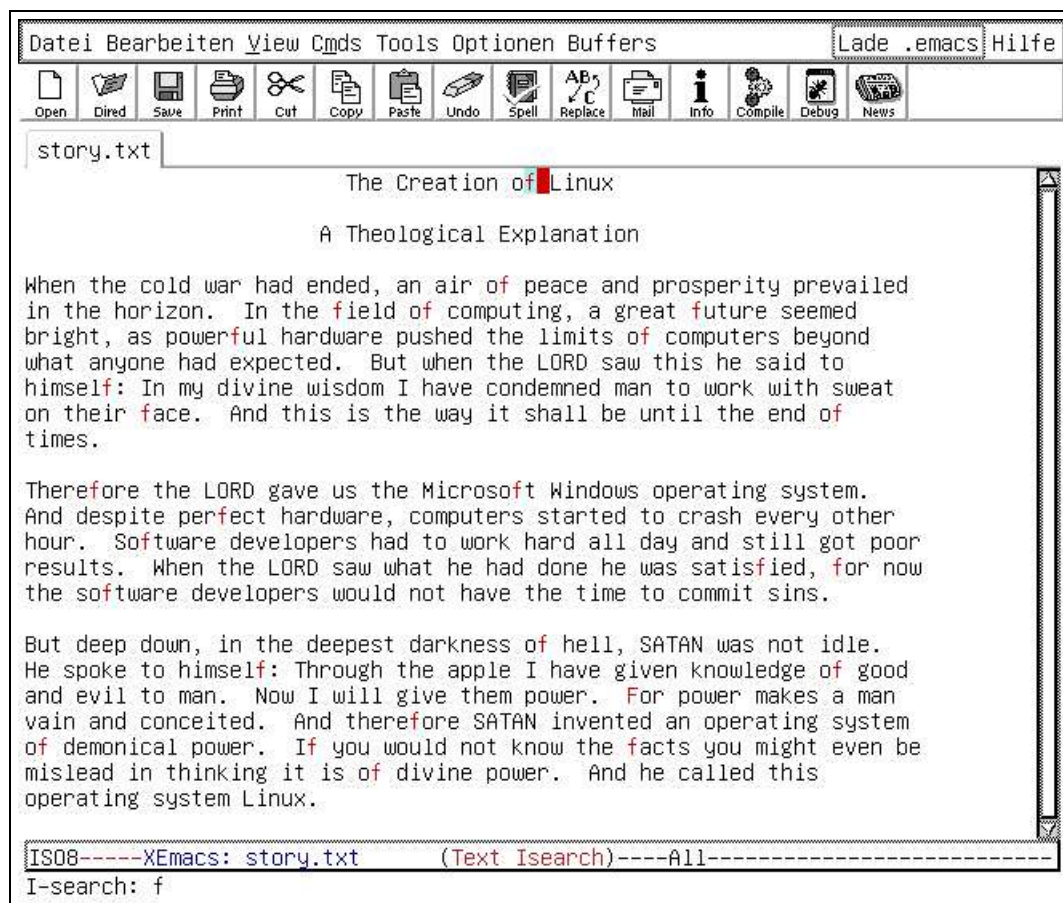 Datei Bearbeiten View Cmds Tools Optionen Buffers Lade .emacs Hilfe
Open Dired Save Print Cut Copy Paste Undo Spell Replace Mail Info Compile Debug News
story.txt
The Creation of Linux
A Theological Explanation
When the cold war had ended, an air of peace and prosperity prevailed
in the horizon.  In the field of computing, a great future seemed
bright, as powerful hardware pushed the limits of computers beyond
what anyone had expected.  But when the LORD saw this he said to
himself: In my divine wisdom I have condemned man to work with sweat
on their face.  And this is the way it shall be until the end of
times.
Therefore the LORD gave us the Microsoft Windows operating system.
And despite perfect hardware, computers started to crash every other
hour.  Software developers had to work hard all day and still got poor
results.  When the LORD saw what he had done he was satisfied, for now
the software developers would not have the time to commit sins.
But deep down, in the deepest darkness of hell, SATAN was not idle.
He spoke to himself: Through the apple I have given knowledge of good
and evil to man.  Now I will give them power.  For power makes a man
vain and conceited.  And therefore SATAN invented an operating system
of demonical power.  If you would not know the facts you might even be
mislead in thinking it is of divine power.  And he called this
operating system Linux.
ISO8-----XEmacs: story.txt      (Text Isearch)----All---------------------------
I-search: f